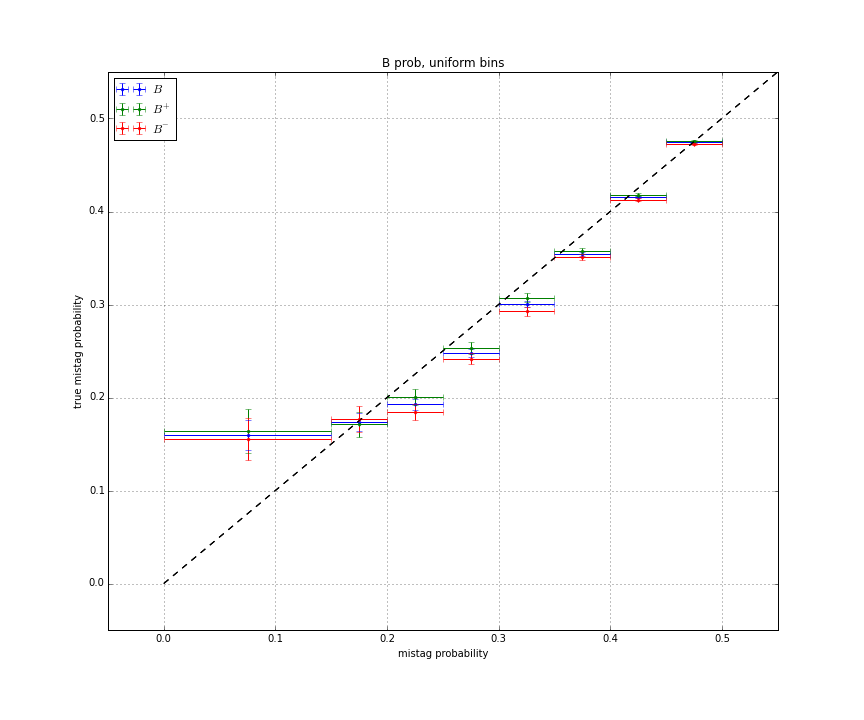 B prob, uniform bins
B
B+
B−
0.5
0.4
0.3
0.2
0.1
0.0
true mistag probability
0.0 0.1 0.2 0.3 0.4 0.5
mistag probability